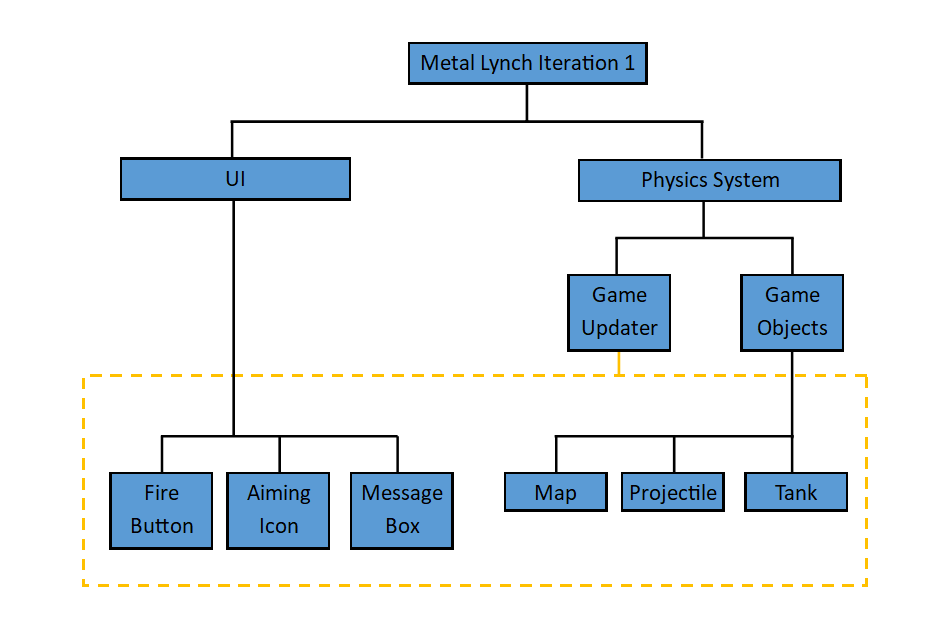 Metal Lynch Iteration 1
UI
Physics System
Game
Updater
Game
Objects
Fire
Button
Aiming
Icon
Message
Box
Map
Projectile
Tank